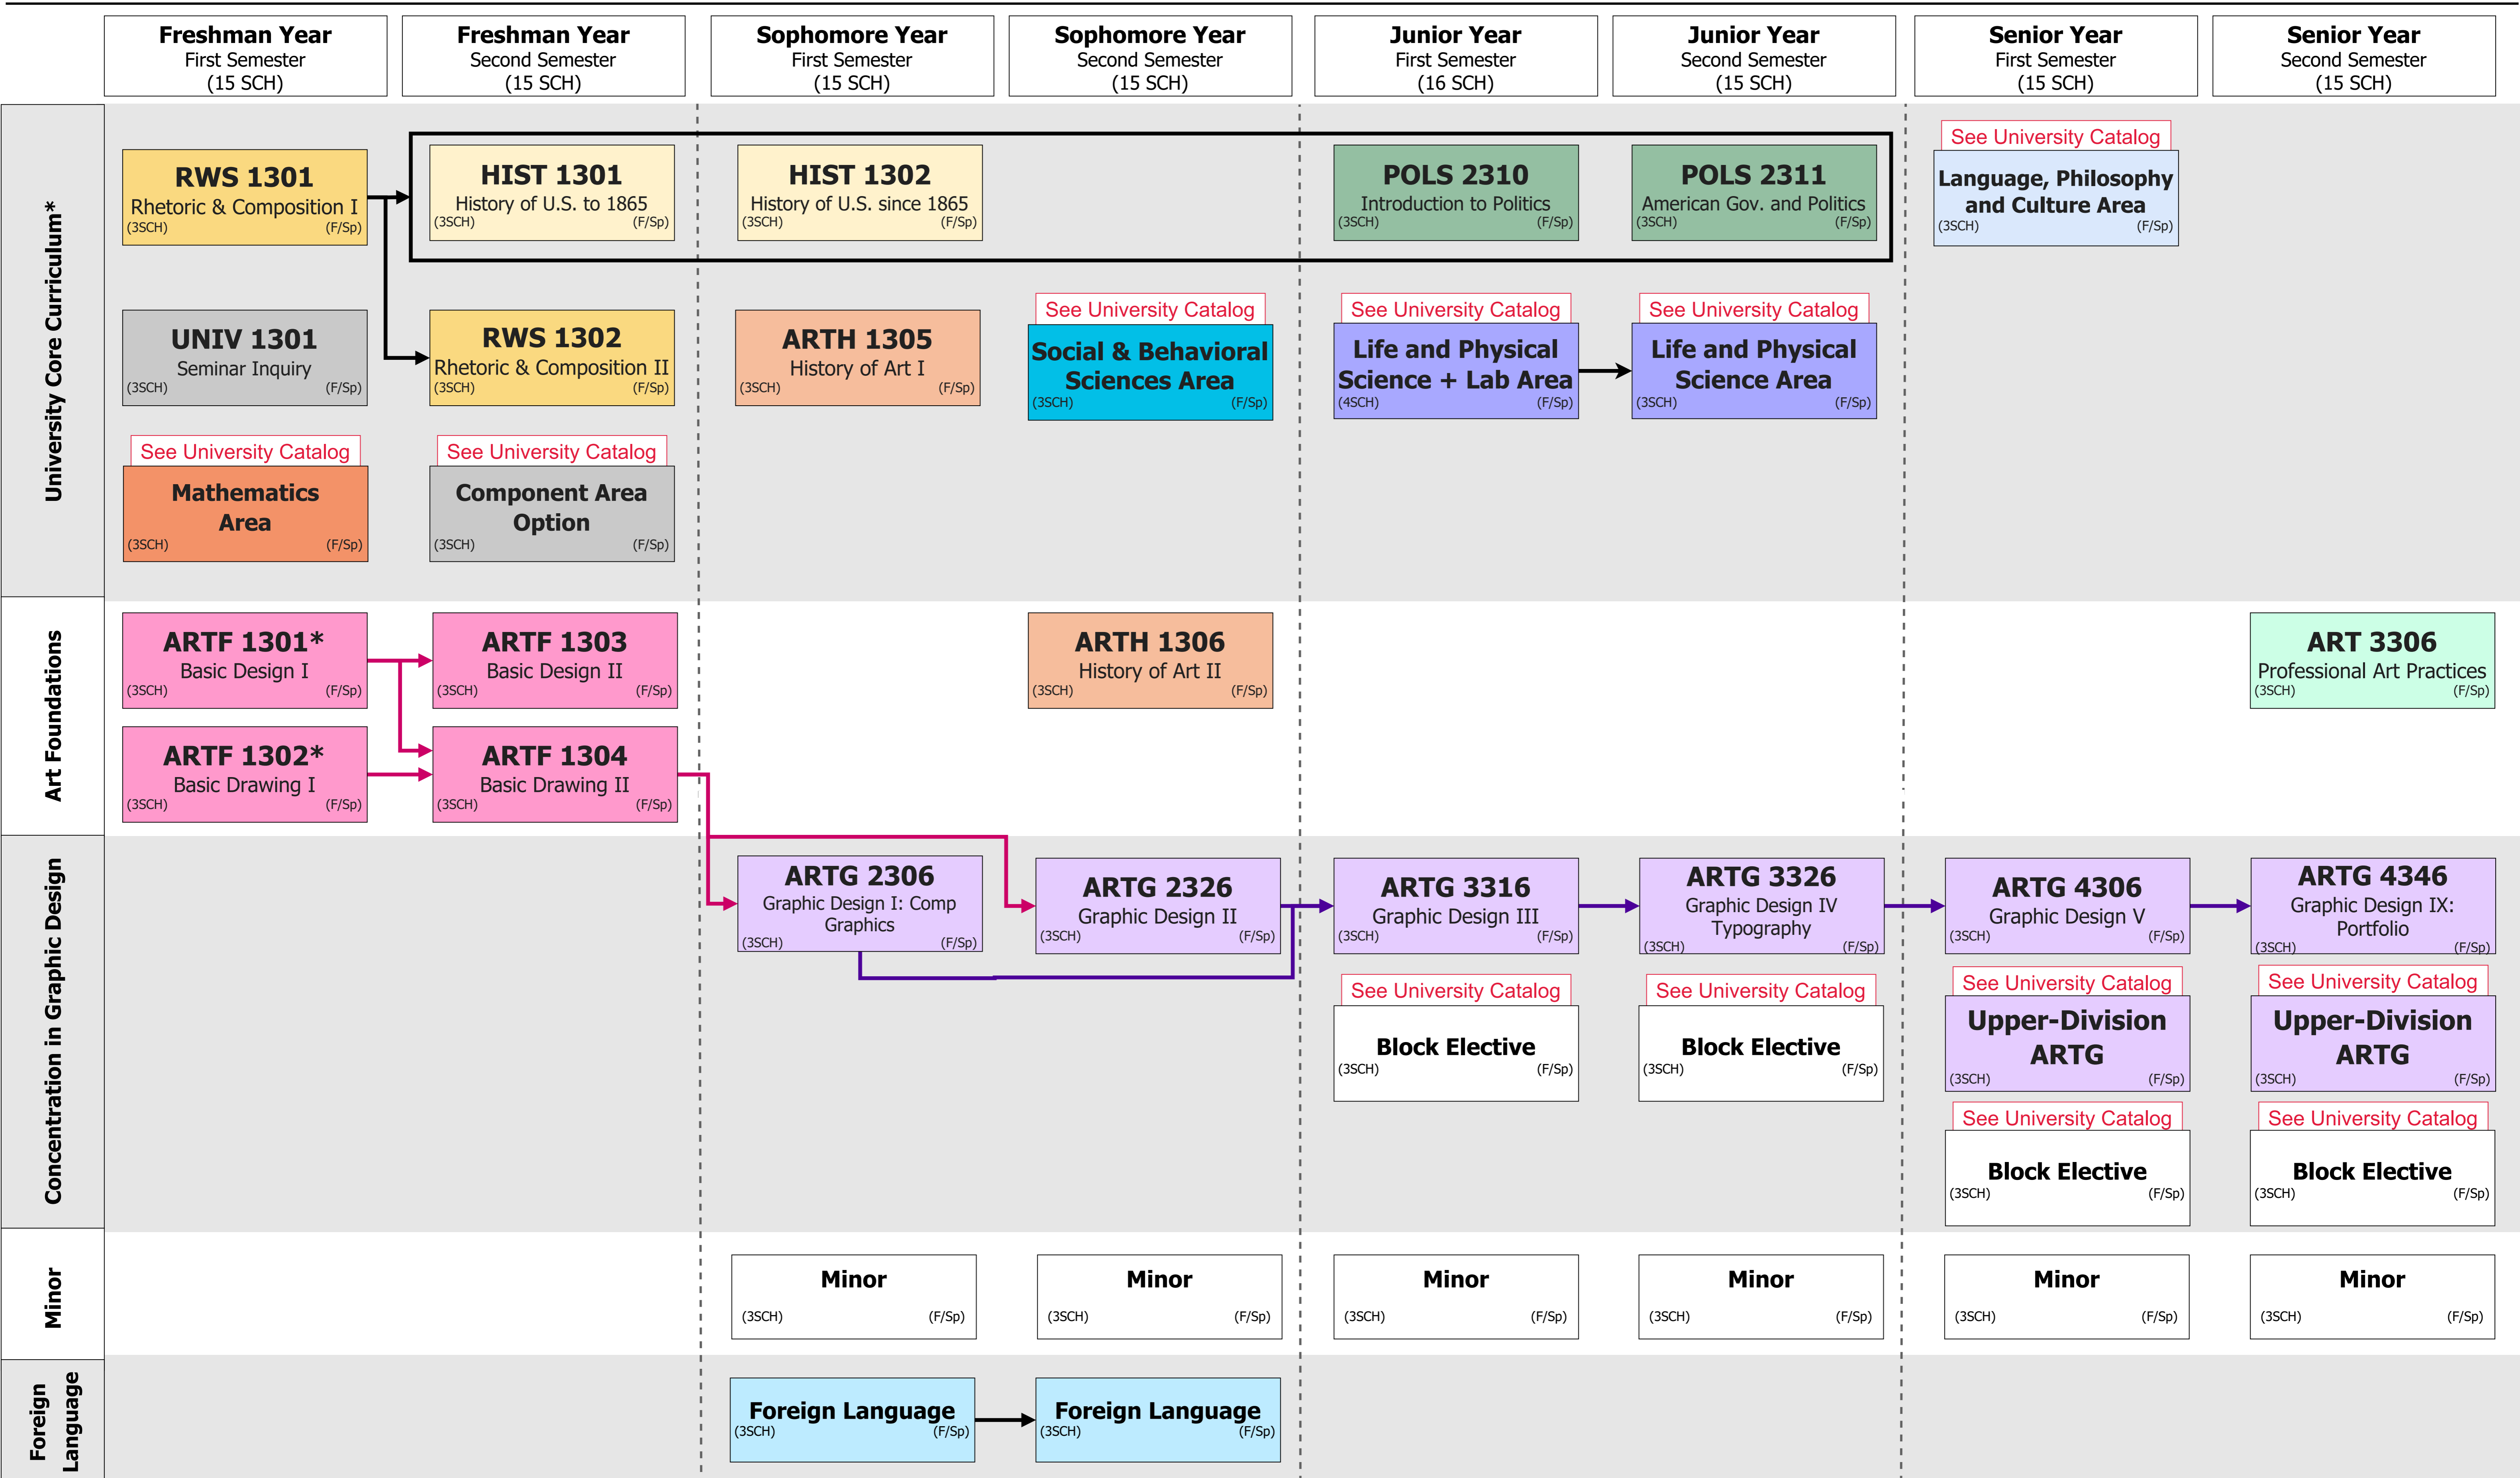 Freshman Year
First Semester
(15 SCH)
Freshman Year
Second Semester
(15 SCH)
Sophomore Year
First Semester
(15 SCH)
Sophomore Year
Second Semester
(15 SCH)
Junior Year
First Semester
(16 SCH)
Junior Year
Second Semester
(15 SCH)
Senior Year
First Semester
(15 SCH)
Senior Year
Second Semester
(15 SCH)
University Core Curriculum*
RWS 1301
Rhetoric & Composition I
(3SCH) (F/Sp)
HIST 1301
History of U.S. to 1865
(3SCH) (F/Sp)
HIST 1302
History of U.S. since 1865
(3SCH) (F/Sp)
POLS 2310
Introduction to Politics
(3SCH) (F/Sp)
POLS 2311
American Gov. and Politics
(3SCH) (F/Sp)
See University Catalog
Language, Philosophy
and Culture Area
(3SCH) (F/Sp)
UNIV 1301
Seminar Inquiry
(3SCH) (F/Sp)
RWS 1302
Rhetoric & Composition II
(3SCH) (F/Sp)
ARTH 1305
History of Art I
(3SCH) (F/Sp)
See University Catalog
Social & Behavioral
Sciences Area
(3SCH) (F/Sp)
See University Catalog
Life and Physical
Science + Lab Area
(4SCH) (F/Sp)
See University Catalog
Life and Physical
Science Area
(3SCH) (F/Sp)
See University Catalog
Mathematics
Area
(3SCH) (F/Sp)
See University Catalog
Component Area
Option
(3SCH) (F/Sp)
Art Foundations
ARTF 1301*
Basic Design I
(3SCH) (F/Sp)
ARTF 1303
Basic Design II
(3SCH) (F/Sp)
ARTH 1306
History of Art II
(3SCH) (F/Sp)
ART 3306
Professional Art Practices
(3SCH) (F/Sp)
ARTF 1302*
Basic Drawing I
(3SCH) (F/Sp)
ARTF 1304
Basic Drawing II
(3SCH) (F/Sp)
Concentration in Graphic Design
ARTG 2306
Graphic Design I: Comp
Graphics
(3SCH) (F/Sp)
ARTG 2326
Graphic Design II
(3SCH) (F/Sp)
ARTG 3316
Graphic Design III
(3SCH) (F/Sp)
ARTG 3326
Graphic Design IV
Typography
(3SCH) (F/Sp)
ARTG 4306
Graphic Design V
(3SCH) (F/Sp)
ARTG 4346
Graphic Design IX:
Portfolio
(3SCH) (F/Sp)
See University Catalog
Block Elective
(3SCH) (F/Sp)
See University Catalog
Block Elective
(3SCH) (F/Sp)
See University Catalog
Upper-Division
ARTG
(3SCH) (F/Sp)
See University Catalog
Upper-Division
ARTG
(3SCH) (F/Sp)
See University Catalog
Block Elective
(3SCH) (F/Sp)
See University Catalog
Block Elective
(3SCH) (F/Sp)
Minor
Minor
(3SCH) (F/Sp)
Minor
(3SCH) (F/Sp)
Minor
(3SCH) (F/Sp)
Minor
(3SCH) (F/Sp)
Minor
(3SCH) (F/Sp)
Minor
(3SCH) (F/Sp)
Foreign
Language
Foreign Language
(3SCH) (F/Sp)
Foreign Language
(3SCH) (F/Sp)